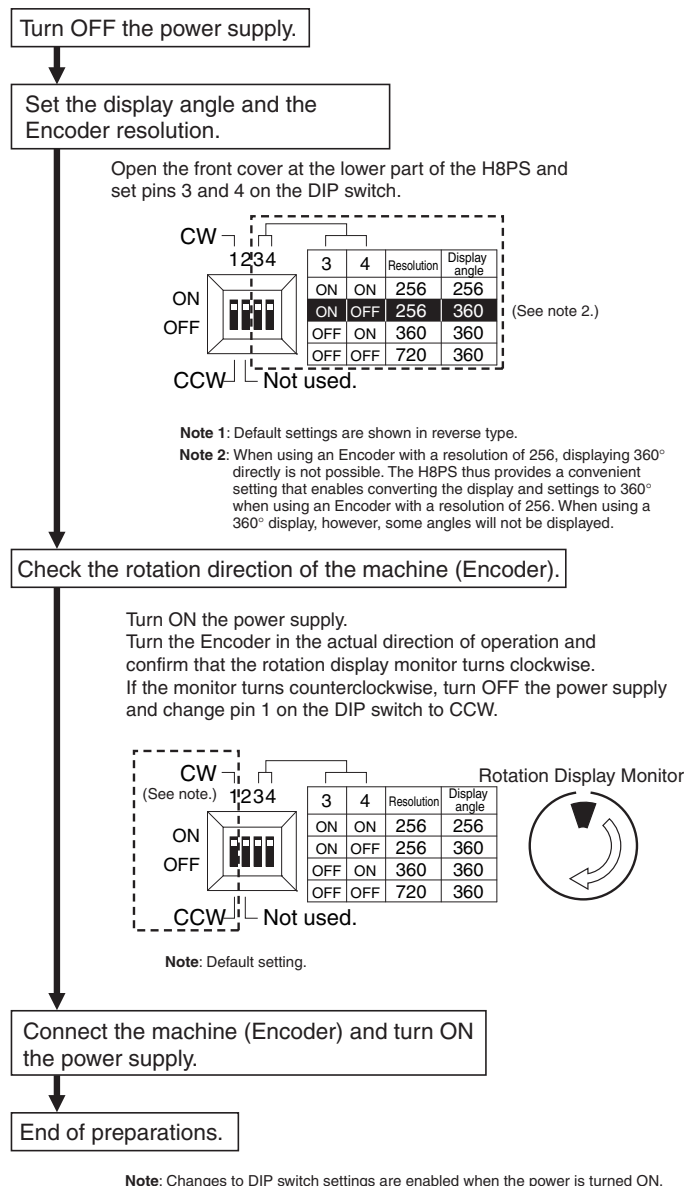 Turn OFF the power supply.
Set the display angle and the
Encoder resolution.
Open the front cover at the lower part of the H8PS and
set pins 3 and 4 on the DIP switch.
CW
1234
ON
OFF
CCW
Not used.
3 4 Resolution Display angle
ON ON 256 256
ON OFF 256 360
OFF ON 360 360
OFF OFF 720 360
(See note 2.)
Note 1: Default settings are shown in reverse type.
Note 2: When using an Encoder with a resolution of 256, displaying 360°
directly is not possible. The H8PS thus provides a convenient
setting that enables converting the display and settings to 360°
when using an Encoder with a resolution of 256. When using a
360° display, however, some angles will not be displayed.
Check the rotation direction of the machine (Encoder).
Turn ON the power supply.
Turn the Encoder in the actual direction of operation and
confirm that the rotation display monitor turns clockwise.
If the monitor turns counterclockwise, turn OFF the power supply
and change pin 1 on the DIP switch to CCW.
CW
(See note.) 1234
ON
OFF
CCW
Not used.
3 4 Resolution Display angle
ON ON 256 256
ON OFF 256 360
OFF ON 360 360
OFF OFF 720 360
Rotation Display Monitor
Note: Default setting.
Connect the machine (Encoder) and turn ON
the power supply.
End of preparations.
Note: Changes to DIP switch settings are enabled when the power is turned ON.